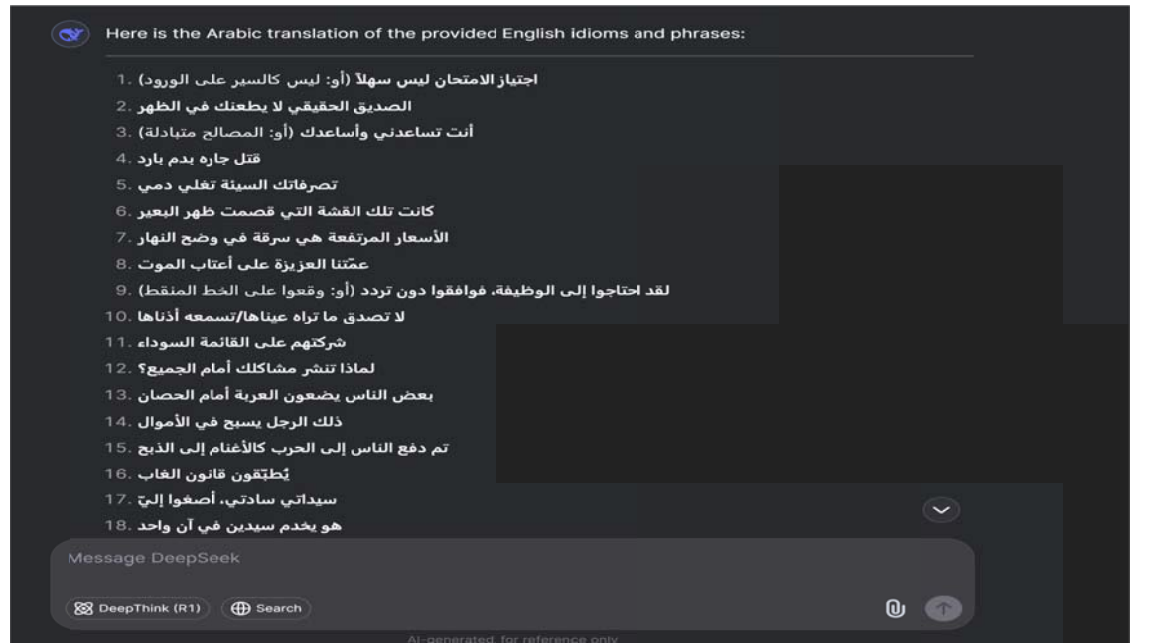 Here is the Arabic translation of the provided English idioms and phrases:
1. اجتياز الامتحان ليس سهلاً (أو: ليس كالسير على الورود)
2. الصديق الحقيقي لا يطعنك في الظهر
3. أنت تساعدني وأساعدك (أو: المصالح متبادلة)
4. قتل جاره بدم بارد
5. تصرفاتك السيئة تغلي دمي
6. كانت تلك القشة التي قصمت ظهر البعير
7. الأسعار المرتفعة هي سرقة في وضح النهار
8. عمّتنا العزيزة على أعتاب الموت
9. لقد احتاجوا إلى الوظيفة، فوافقوا دون تردد (أو: وقعوا على الخط المنقط)
10. لا تصدق ما تراه عيناها/تسمعه أذناها
11. شركتهم على القائمة السوداء
12. لماذا تنشر مشاكلك أمام الجميع؟
13. بعض الناس يضعون العربة أمام الحصان
14. ذلك الرجل يسبح في الأموال
15. تم دفع الناس إلى الحرب كالأغنام إلى الذبح
16. يُطبّقون قانون الغاب
17. سيداتي سادتي، أصغوا إليّ
18. هو يخدم سيدين في آن واحد
Message DeepSeek
DeepThink (R1) Search
AI-generated, for reference only